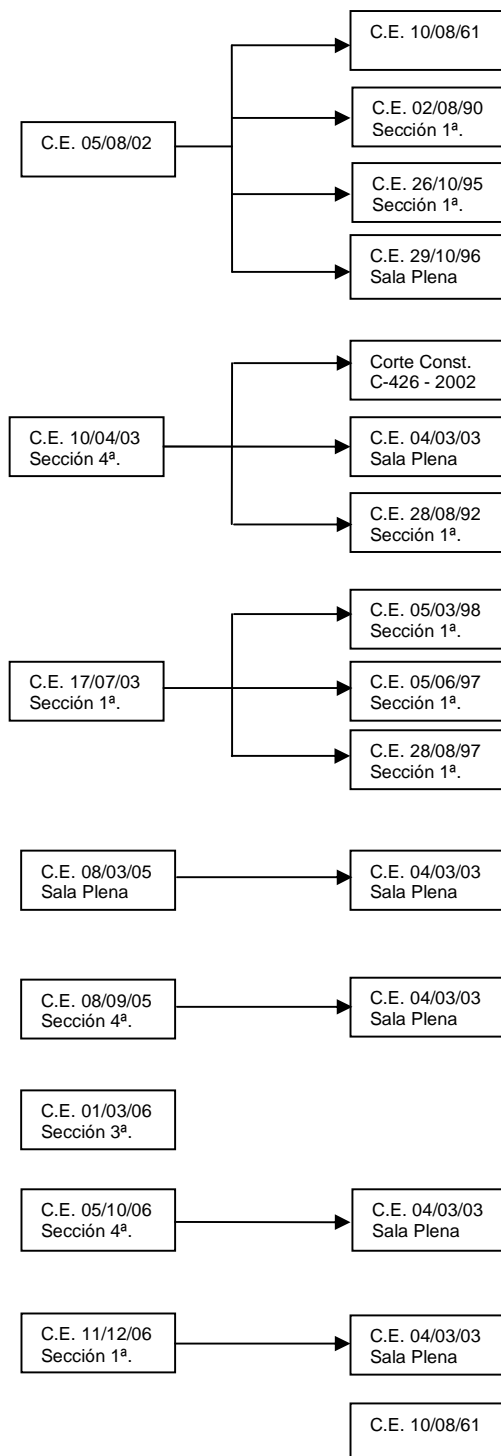 C.E. 10/08/61
C.E. 05/08/02
C.E. 02/08/90
Sección 1ª.
C.E. 26/10/95
Sección 1ª.
C.E. 29/10/96
Sala Plena
C.E. 10/04/03
Sección 4ª.
Corte Const.
C-426 - 2002
C.E. 04/03/03
Sala Plena
C.E. 28/08/92
Sección 1ª.
C.E. 17/07/03
Sección 1ª.
C.E. 05/03/98
Sección 1ª.
C.E. 05/06/97
Sección 1ª.
C.E. 28/08/97
Sección 1ª.
C.E. 08/03/05
Sala Plena
C.E. 04/03/03
Sala Plena
C.E. 08/09/05
Sección 4ª.
C.E. 04/03/03
Sala Plena
C.E. 01/03/06
Sección 3ª.
C.E. 05/10/06
Sección 4ª.
C.E. 04/03/03
Sala Plena
C.E. 11/12/06
Sección 1ª.
C.E. 04/03/03
Sala Plena
C.E. 10/08/61